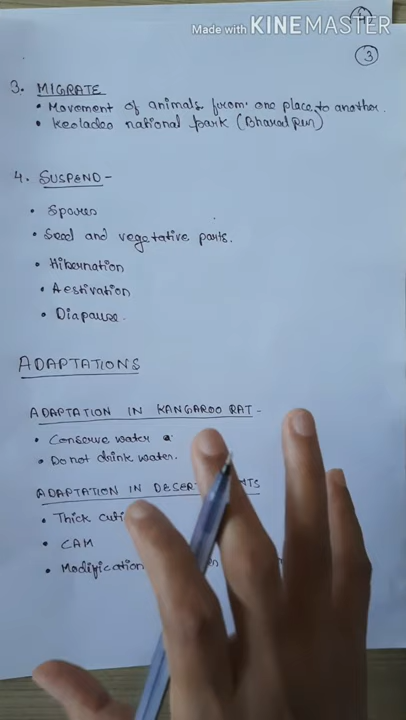 Made with KINEMASTER
3
3. MIGRATE
• Movement of animals from one place to another.
• Keoladeo national park (Bharatpur)
4. SUSPEND -
• Spores
• Seed and vegetative parts.
• Hibernation
• Aestivation
• Diapause.
ADAPTATIONS
ADAPTATION IN KANGAROO RAT -
• Conserve water
• Do not drink water.
ADAPTATION IN DESERT
• Thick
• CAM
• Modification